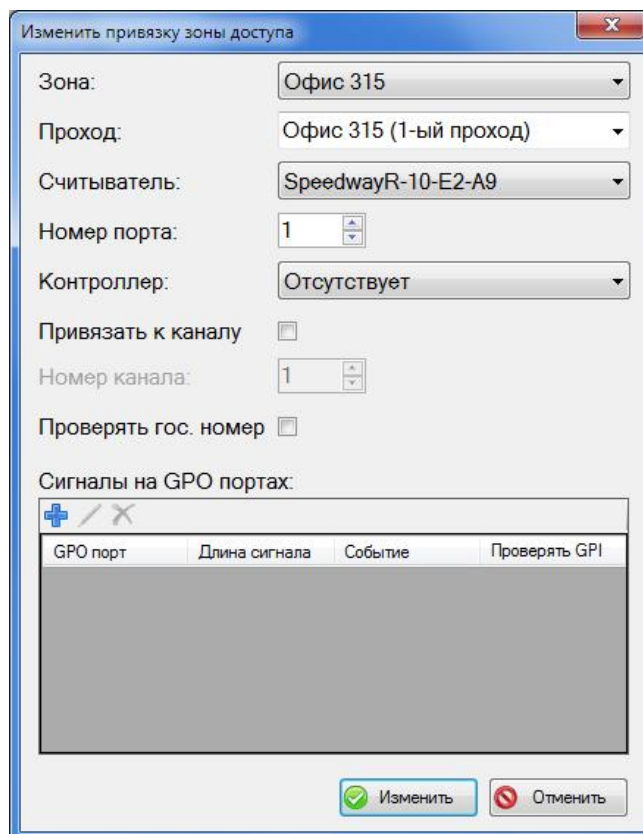 Изменить привязку зоны доступа
Зона: Офис 315
Проход: Офис 315 (1-ый проход)
Считыватель: SpeedwayR-10-E2-A9
Номер порта: 1
Контроллер: Отсутствует
Привязать к каналу
Номер канала: 1
Проверять гос. номер
Сигналы на GPO портах:
GPO порт Длина сигнала Событие Проверять GPI
Изменить Отменить